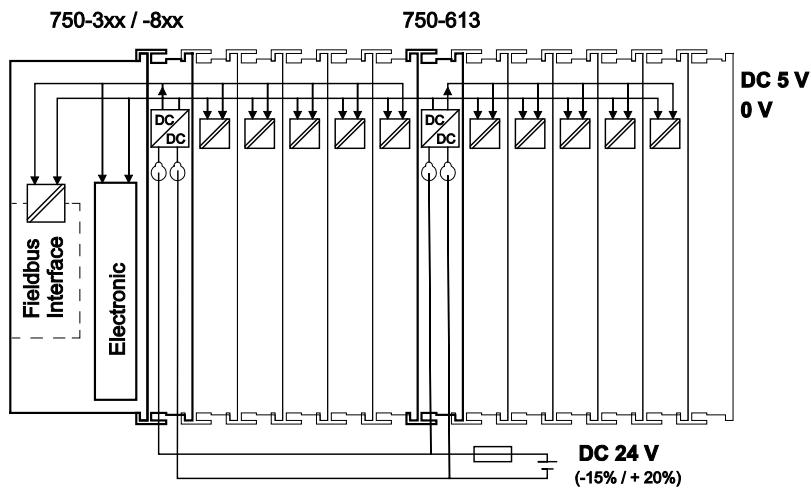 750-3xx / -8xx
750-613
DC 5 V
0 V
DC
DC
DC
DC
Fieldbus
Interface
Electronic
DC 24 V
(-15% / + 20%)